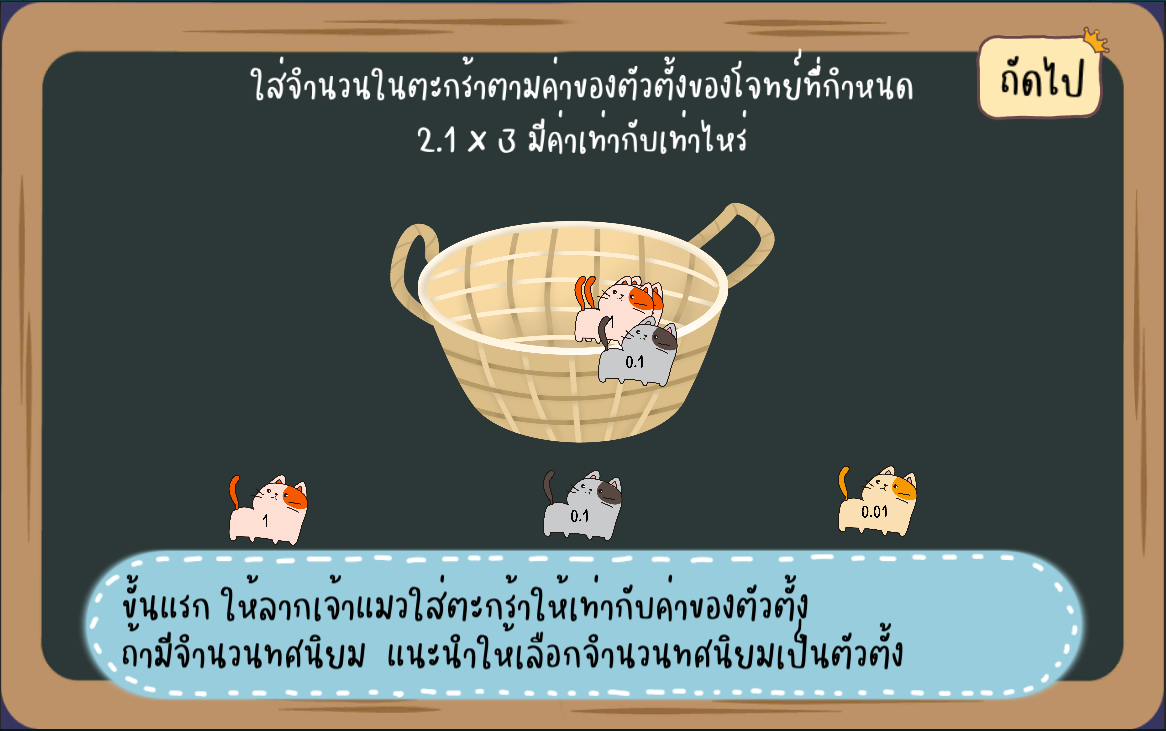 ใส่จำนวนในตะกร้าตามค่าของตัวตั้งของโจทย์ที่กำหนด
ถัดไป
2.1 x 3 มีค่าเท่ากับเท่าไหร่
1
0.1
1
0.1
0.01
ขั้นแรก ให้ลากเจ้าแมวใส่ตะกร้าให้เท่ากับค่าของตัวตั้ง
ถ้ามีจำนวนทศนิยม แนะนำให้เลือกจำนวนทศนิยมเป็นตัวตั้ง